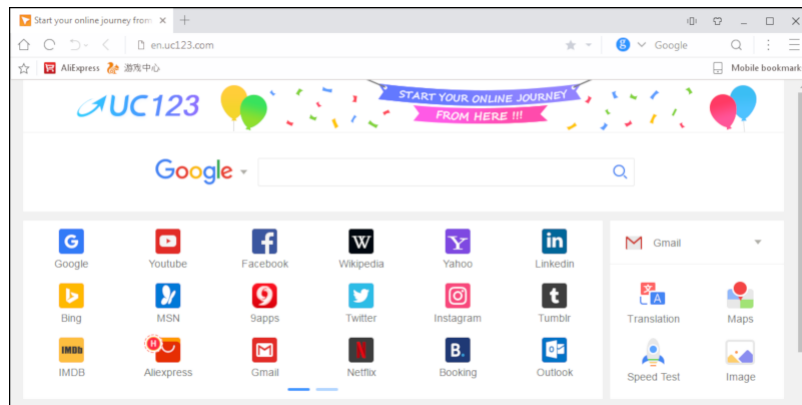 Start your online journey from
en.uc123.com
Google
AliExpress 游戏中心
Mobile bookmark
UC123
START YOUR ONLINE JOURNEY
FROM HERE !!!
Google
Gmail
Google Youtube Facebook Wikipedia Yahoo Linkedin
Translation Maps
Bing MSN 9apps Twitter Instagram Tumblr
IMDb
H
B.
IMDB Aliexpress Gmail Netflix Booking Outlook
Speed Test Image